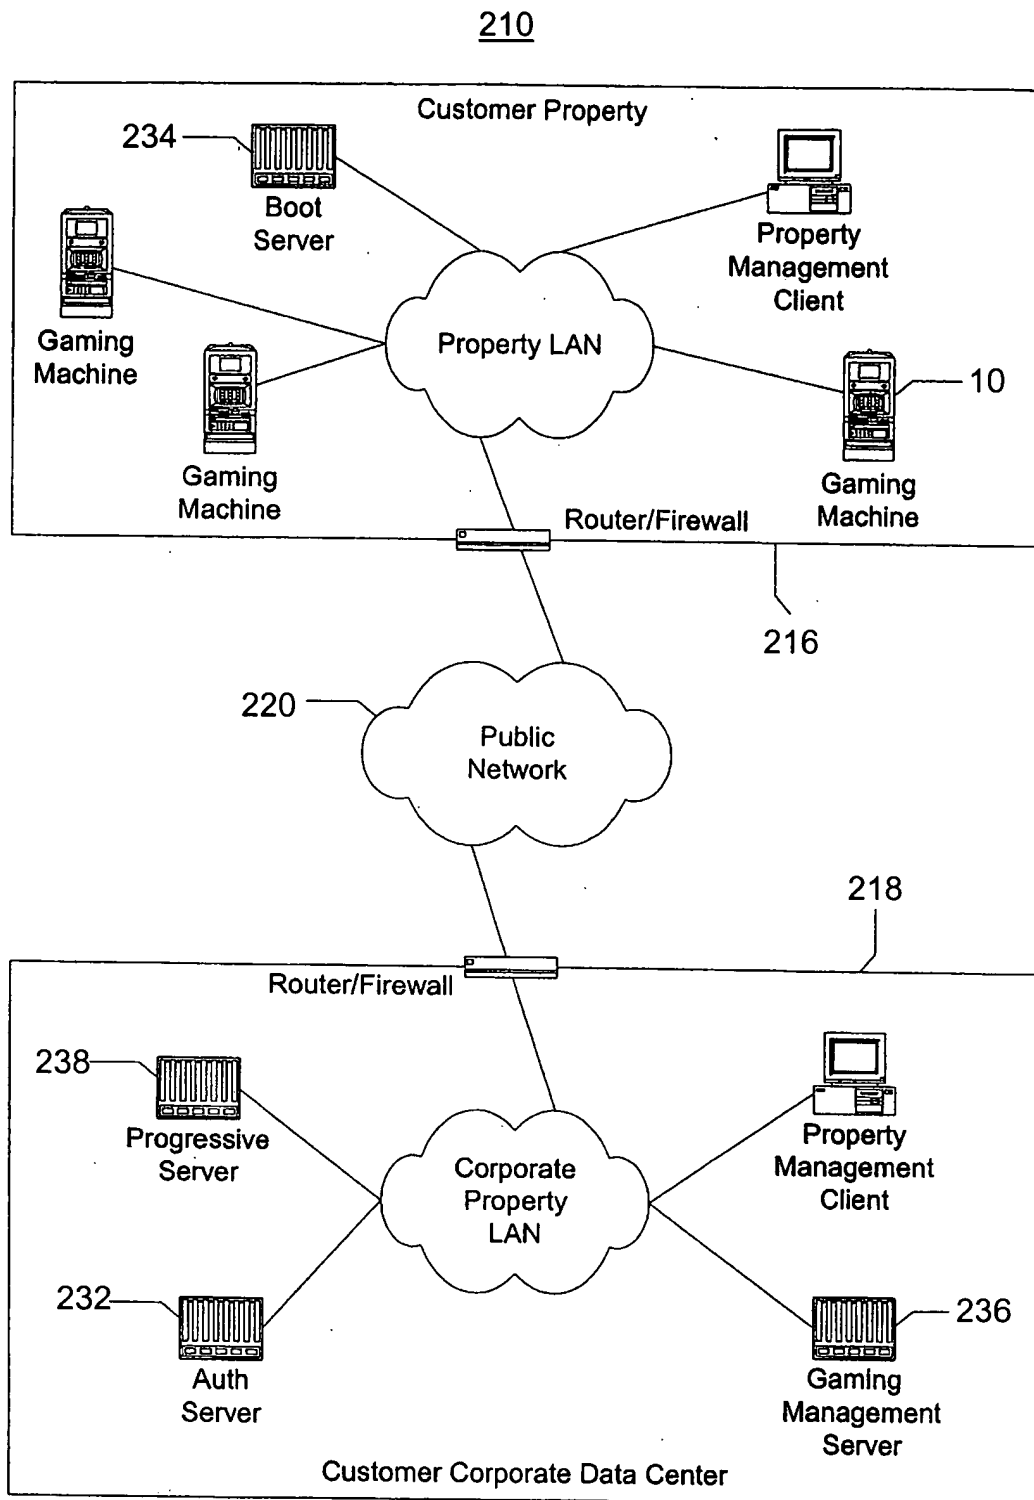 210
Customer Property
234
Boot
Server
Property
Management
Client
Gaming
Machine
Property LAN
10
Gaming
Machine
Gaming
Machine
Router/Firewall
216
220
Public
Network
218
Router/Firewall
238
Progressive
Server
Property
Management
Client
Corporate
Property
LAN
232
Auth
Server
236
Gaming
Management
Server
Customer Corporate Data Center